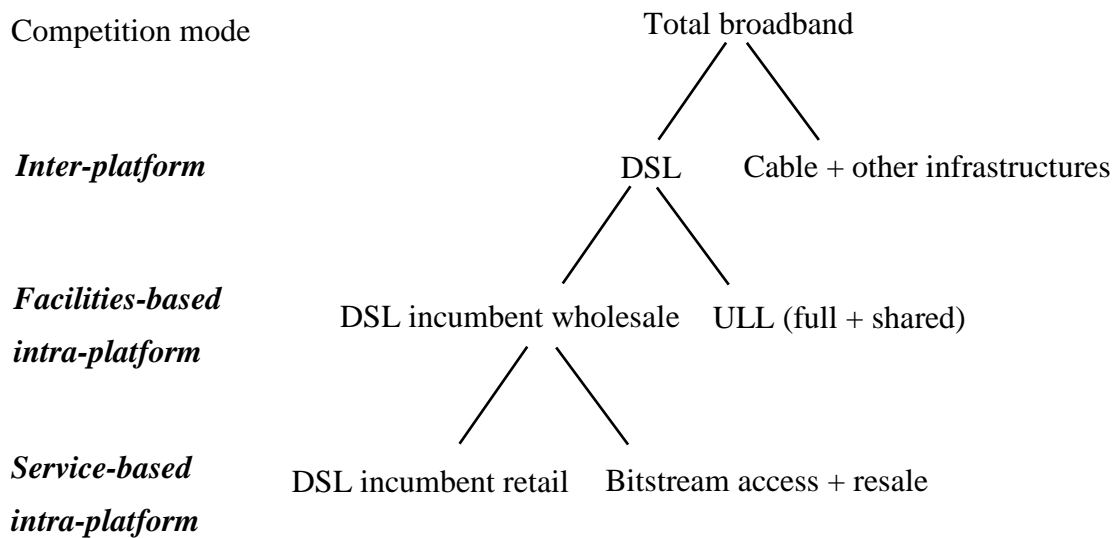 Competition mode
Total broadband
Inter-platform
DSL
Cable + other infrastructures
Facilities-based
intra-platform
DSL incumbent wholesale
ULL (full + shared)
Service-based
intra-platform
DSL incumbent retail
Bitstream access + resale